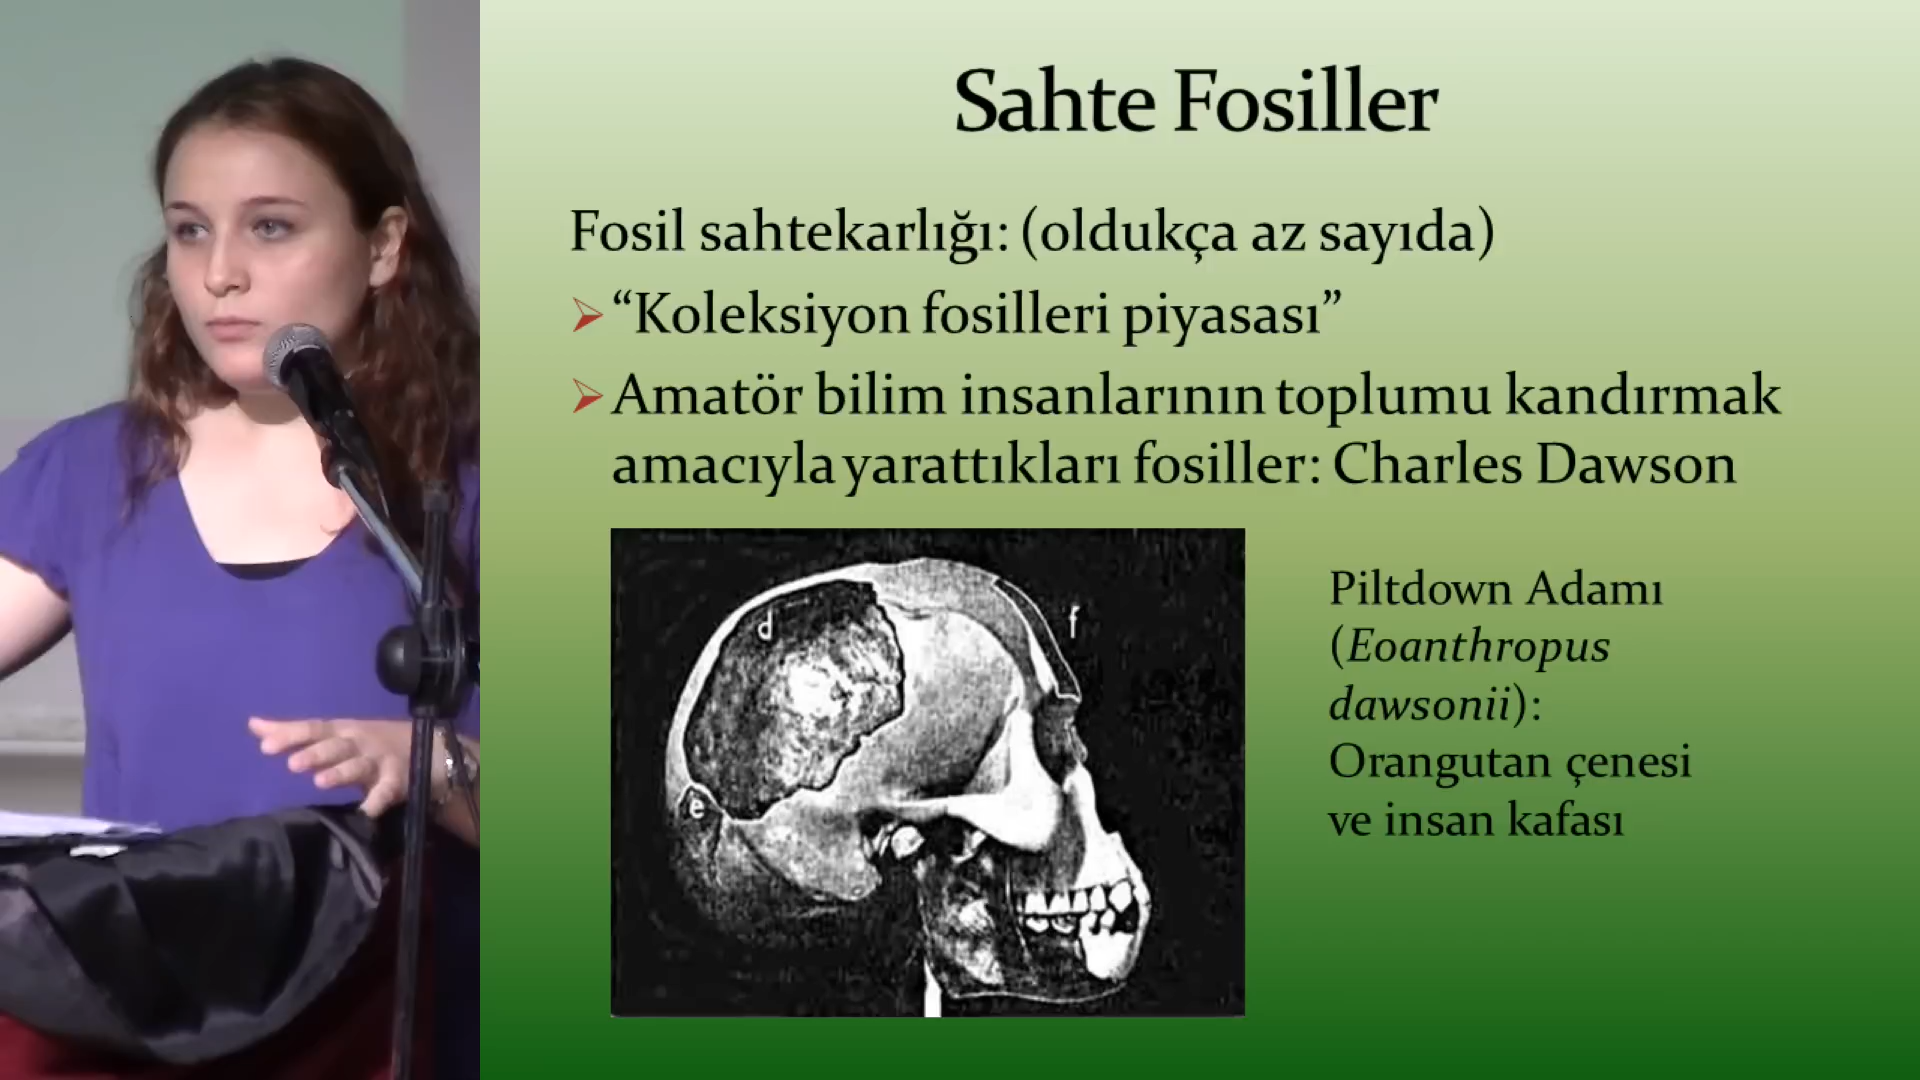 Sahte Fosiller
Fosil sahtekarlığı: (oldukça az sayıda)
“Koleksiyon fosilleri piyasası”
Amatör bilim insanlarının toplumu kandırmak
amacıyla yarattıkları fosiller: Charles Dawson
d
f
e
Piltdown Adamı
(Eoanthropus
dawsonii):
Orangutan çenesi
ve insan kafası